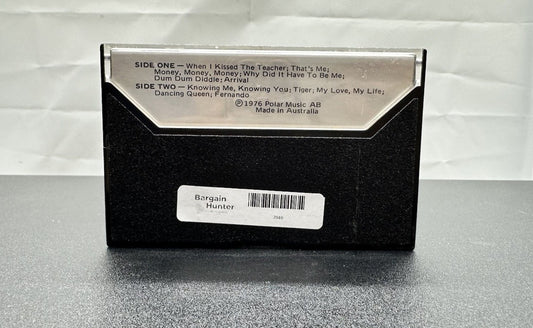 SIDE ONE — When I Kissed The Teacher; That's Me;
Money, Money, Money; Why Did It Have To Be Me;
Dum Dum Diddle; Arrival
SIDE TWO — Knowing Me, Knowing You; Tiger; My Love, My Life;
Dancing Queen; Fernando
Ⓟ1976 Polar Music AB
Made in Australia
Bargain
Hunter